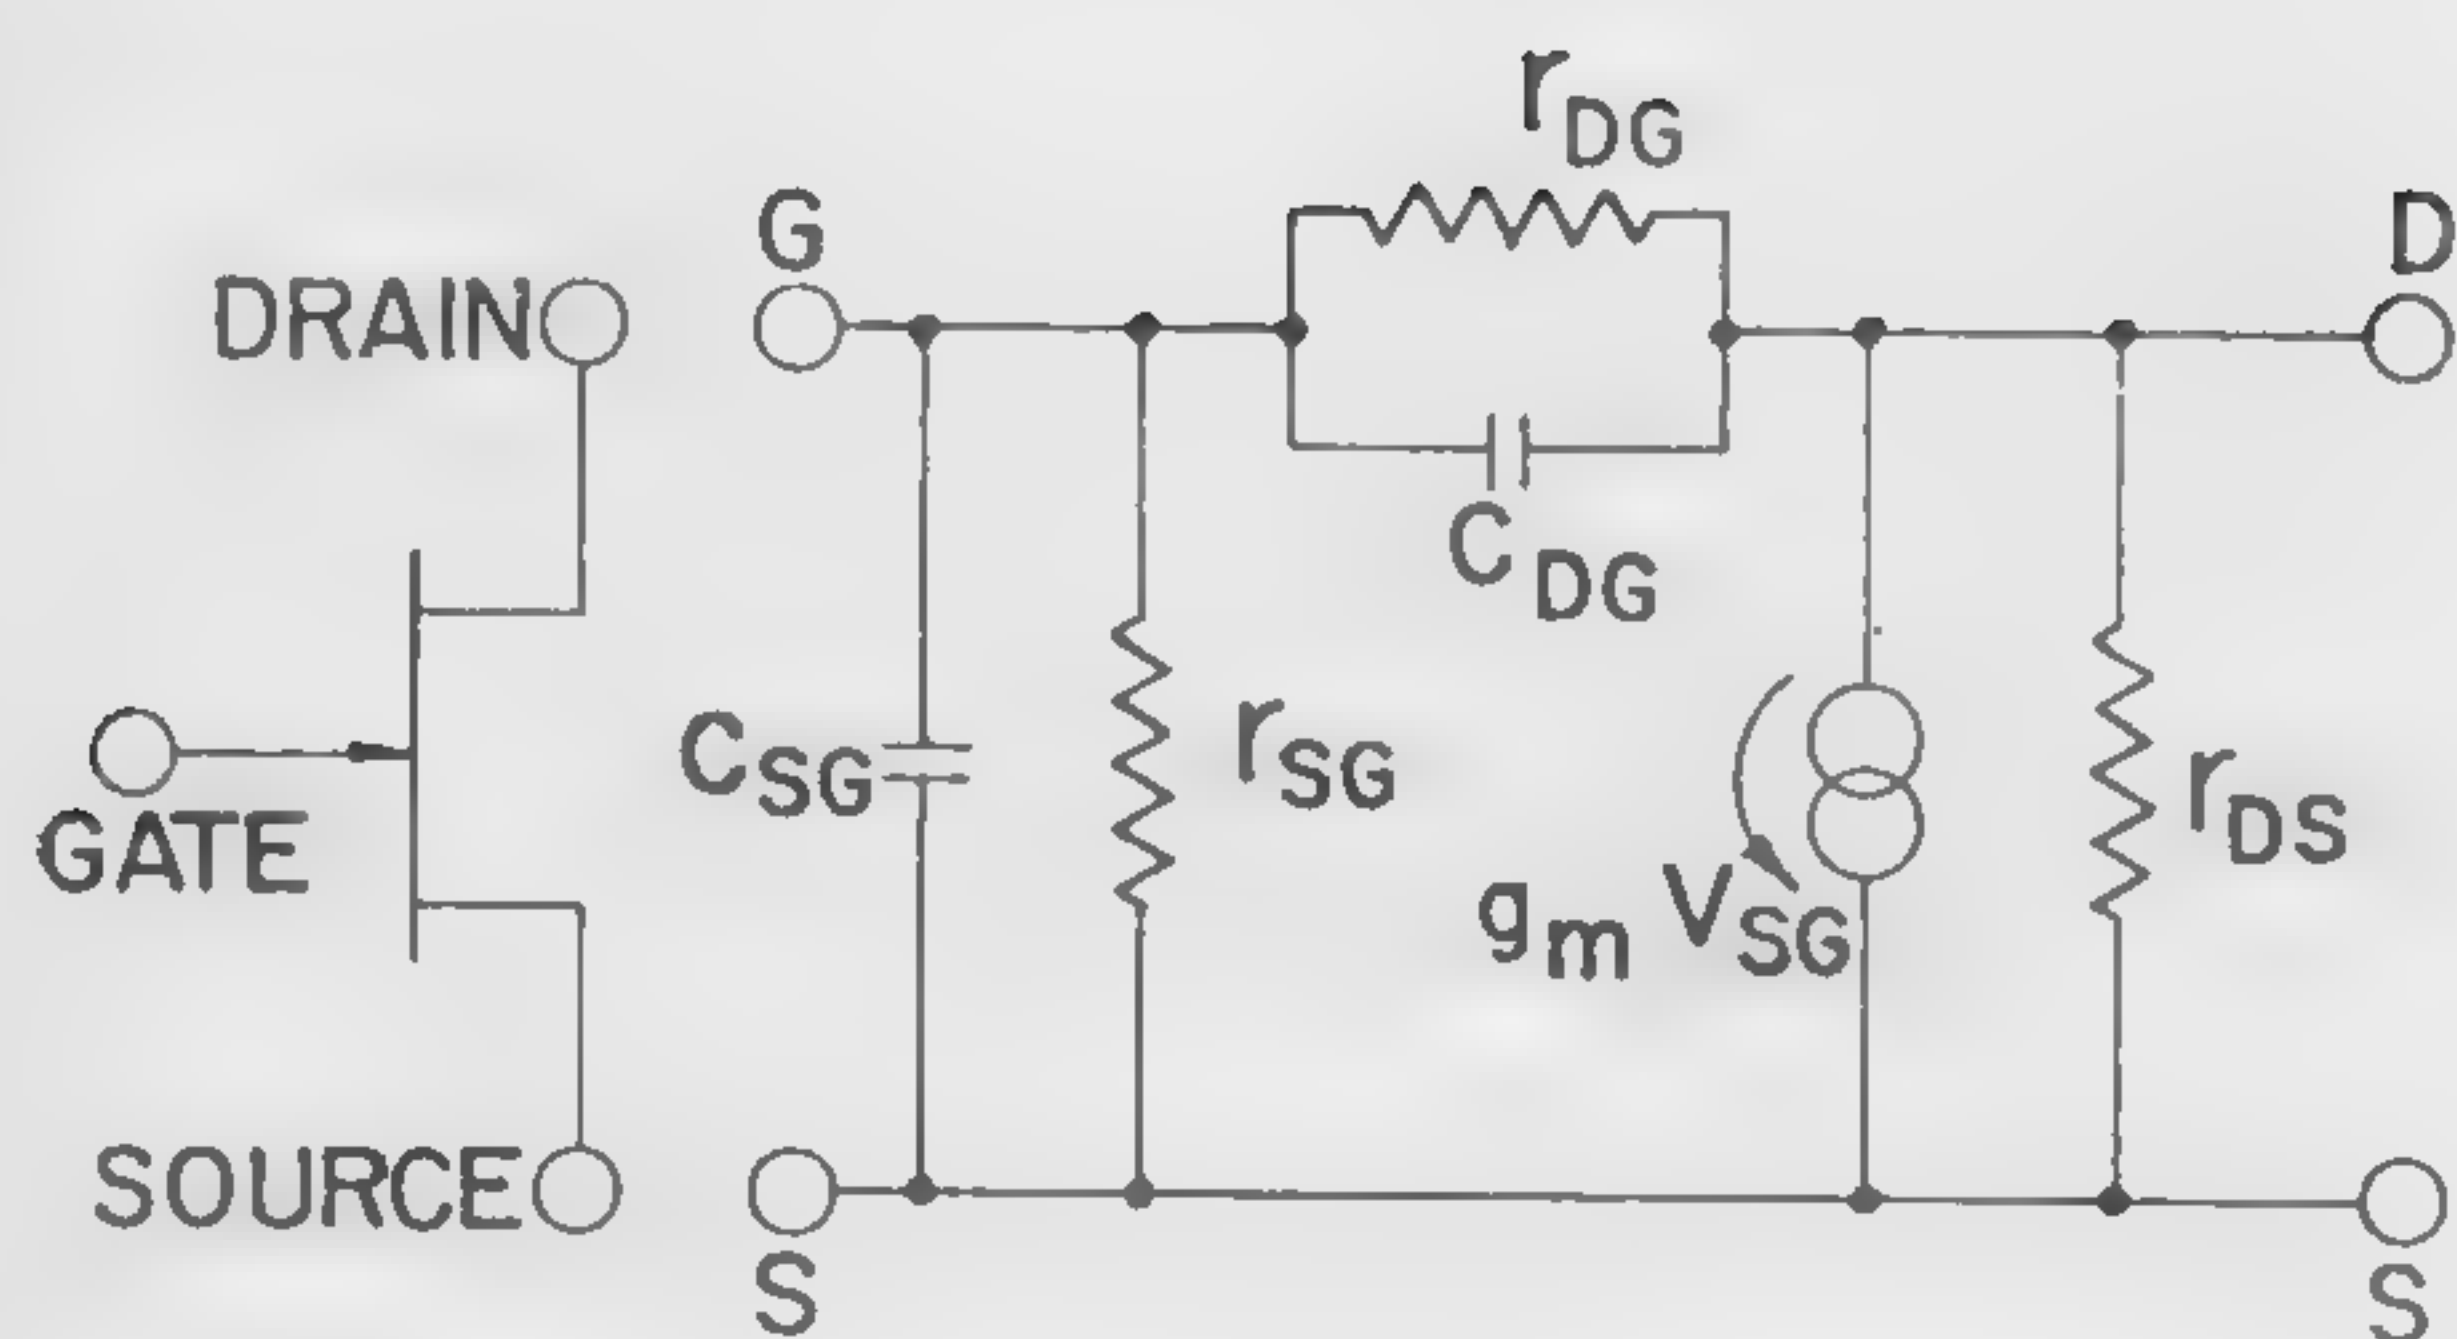 DRAIN
GATE
SOURCE
G
S
C_SG
r_SG
r_DG
C_DG
g_m V_SG
r_DS
D
S